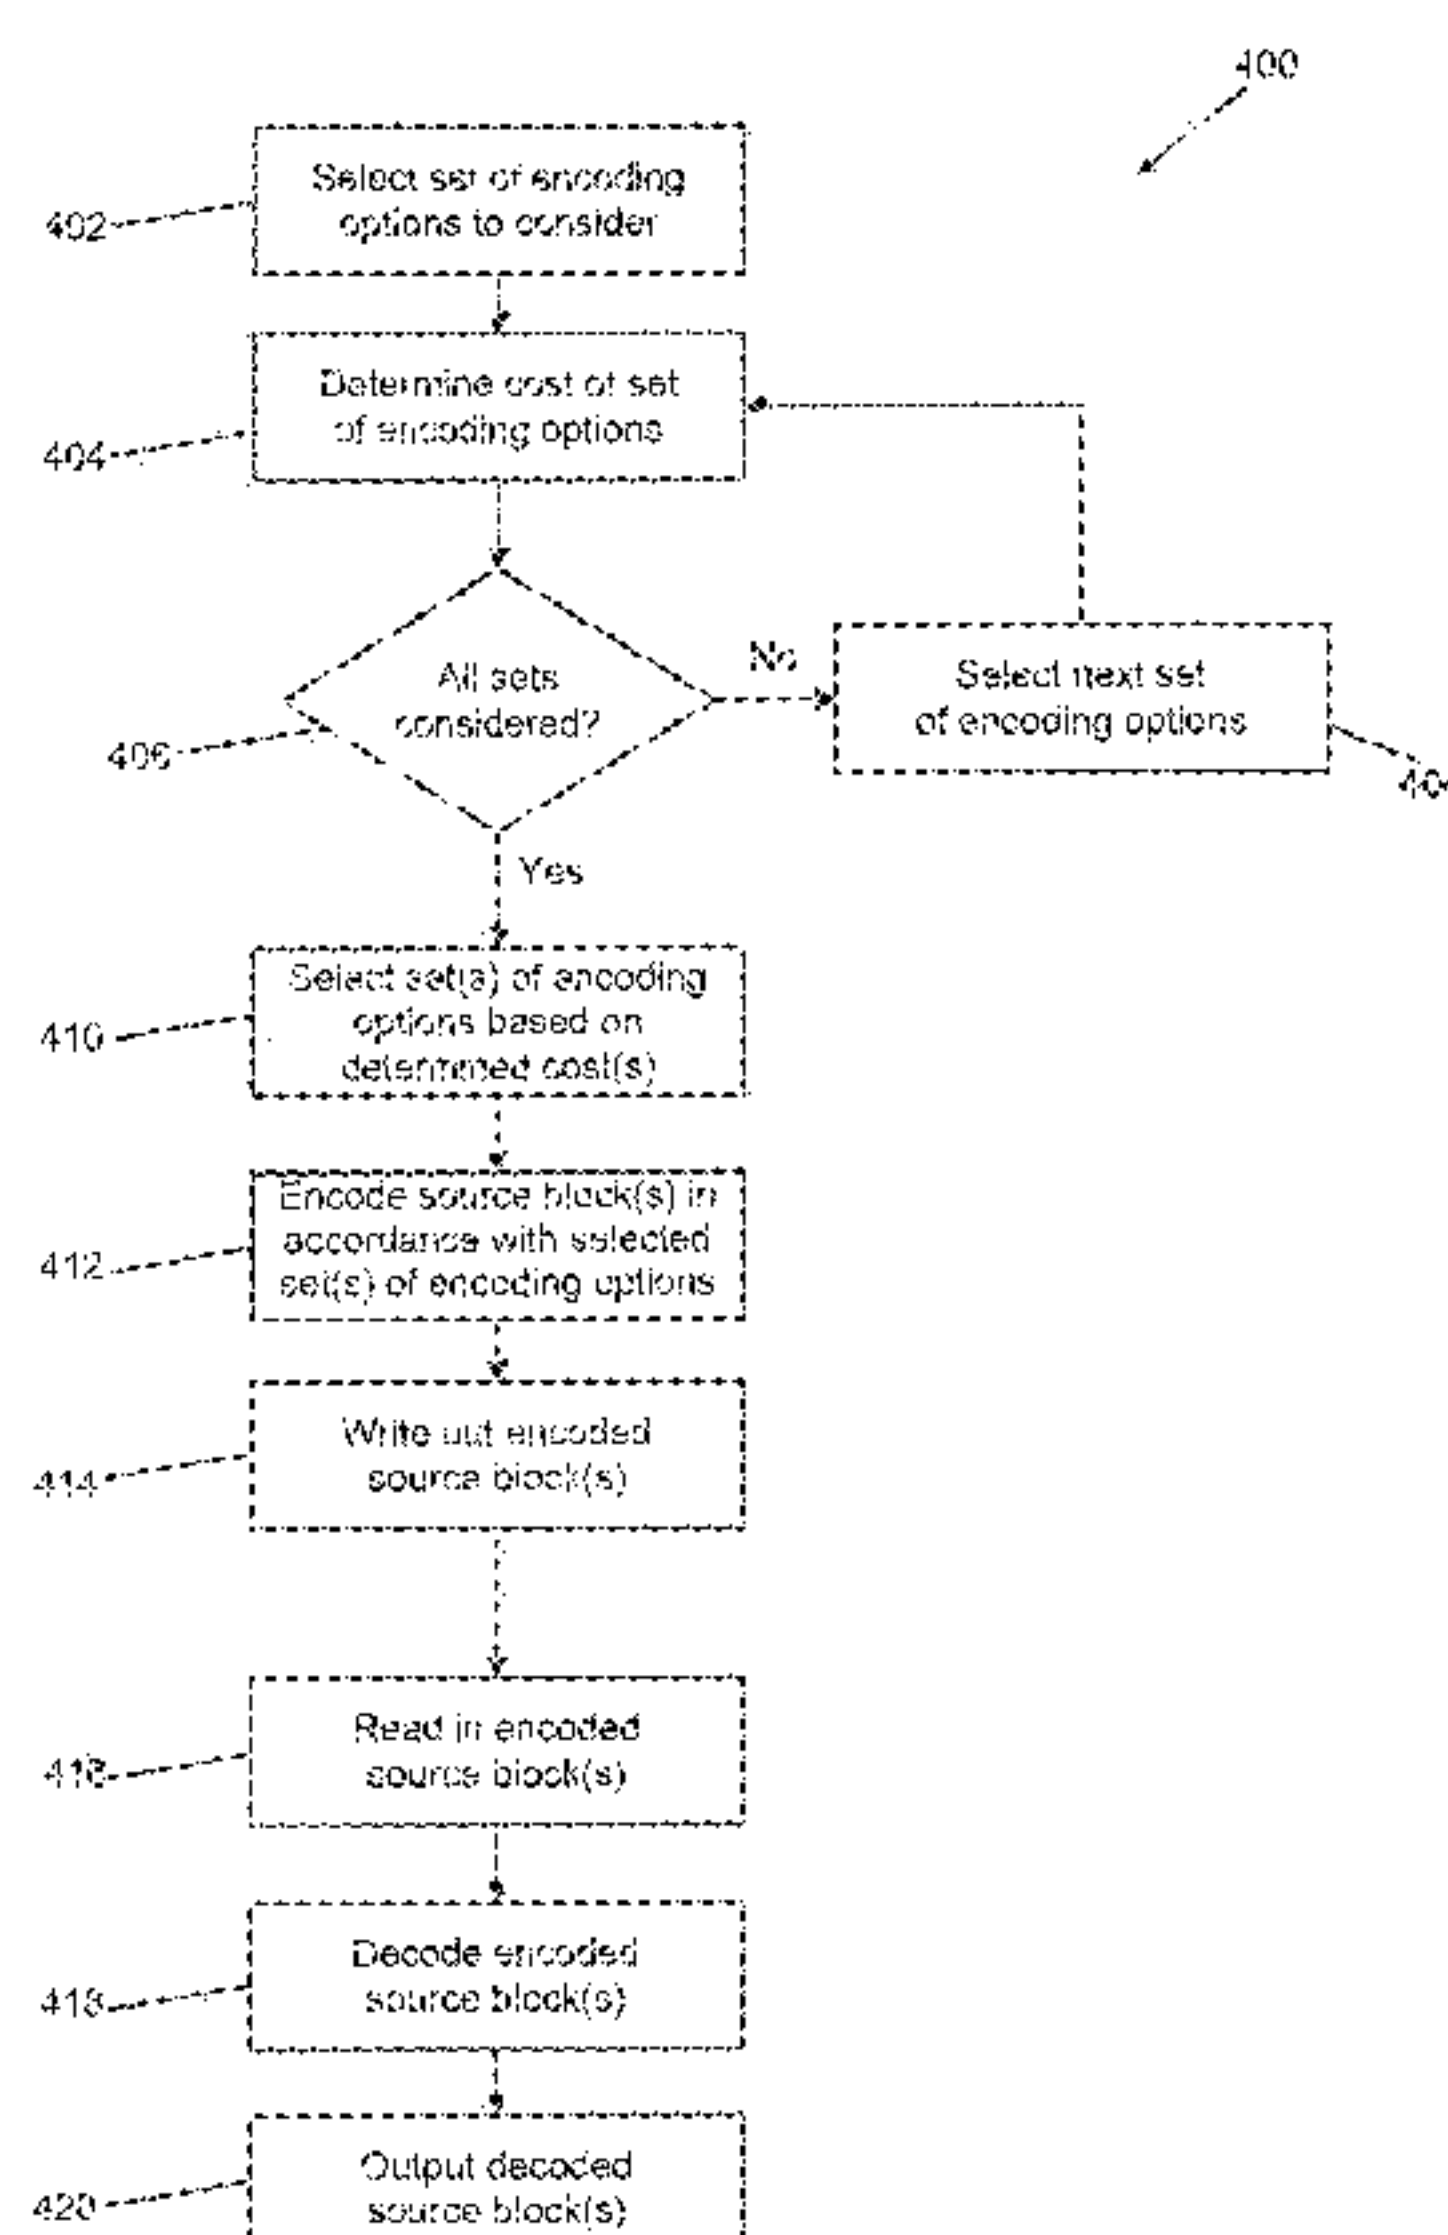 400
Select set of encoding
options to consider
402
Determine cost of set
of encoding options
404
All sets
considered?
406
No
Select next set
of encoding options
Yes
Select set(s) of encoding
options based on
determined cost(s)
410
Encode source block(s) in
accordance with selected
set(s) of encoding options
412
Write out encoded
source block(s)
414
Read in encoded
source block(s)
416
Decode encoded
source block(s)
418
Output decoded
source block(s)
420